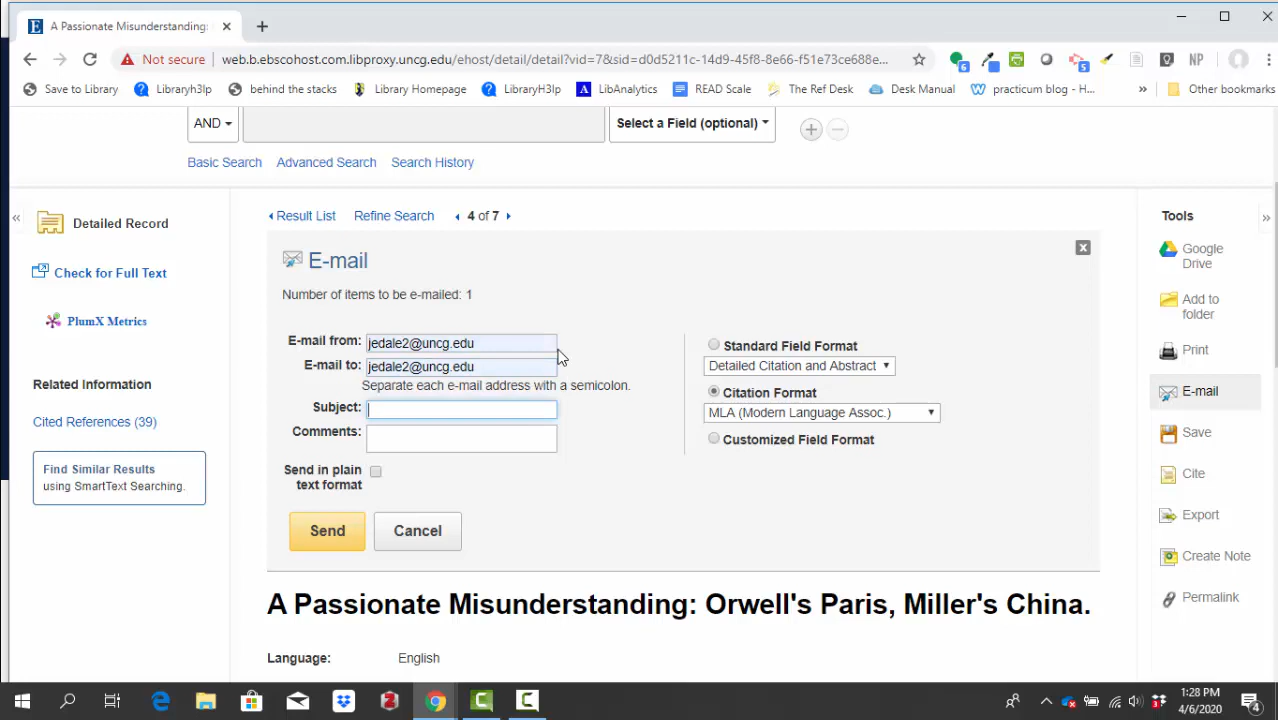 A Passionate Misunderstanding:
Not secure
web.b.ebscohost.com.libproxy.uncg.edu/ehost/detail/detail?vid=7&sid=d0d5211c-14d9-45f8-8e66-f51e73ce688e...
6
5
NP
Save to Library
Libraryh3lp
behind the stacks
Library Homepage
LibraryH3lp
LibAnalytics
READ Scale
The Ref Desk
Desk Manual
practicum blog - H...
»
Other bookmarks
AND
Select a Field (optional)
Basic Search
Advanced Search
Search History
Detailed Record
Check for Full Text
PlumX Metrics
Related Information
Cited References (39)
Find Similar Results
using SmartText Searching.
Result List
Refine Search
4 of 7
E-mail
Number of items to be e-mailed: 1
E-mail from: jedale2@uncg.edu
E-mail to: jedale2@uncg.edu
Separate each e-mail address with a semicolon.
Subject:
Comments:
Send in plain
text format
Send
Cancel
Standard Field Format
Detailed Citation and Abstract
Citation Format
MLA (Modern Language Assoc.)
Customized Field Format
A Passionate Misunderstanding: Orwell's Paris, Miller's China.
Language: English
Tools
Google
Drive
Add to
folder
Print
E-mail
Save
Cite
Export
Create Note
Permalink
1:28 PM
4/6/2020
3
4